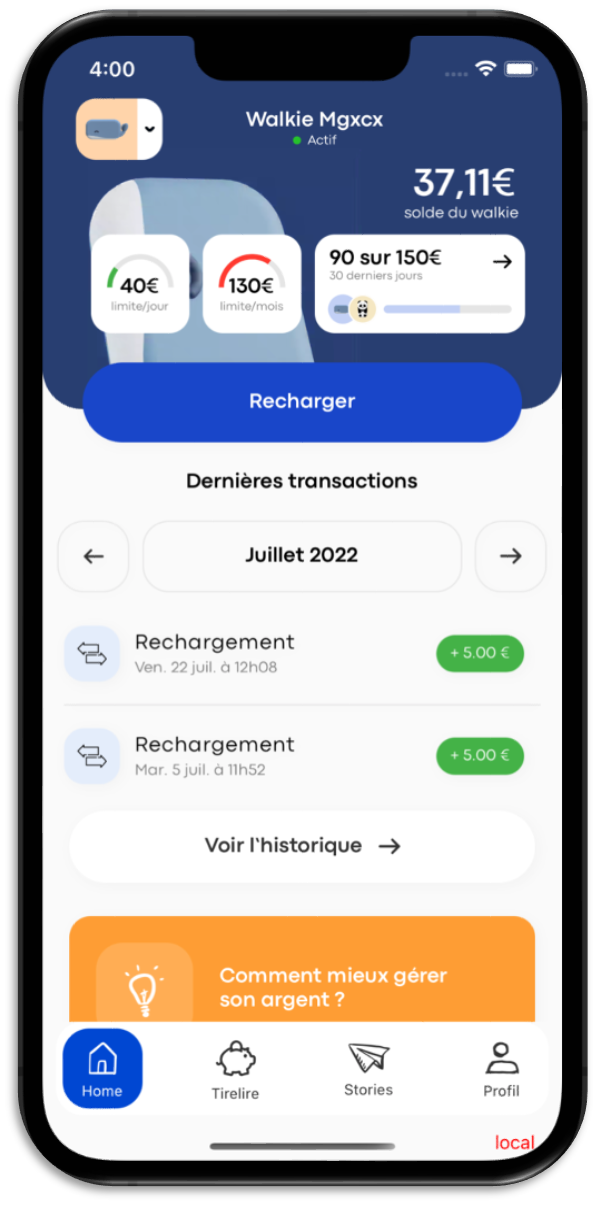 4:00
Walkie Mgxcx
Actif
37,11€
solde du walkie
40€
limite/jour
130€
limite/mois
90 sur 150€
30 derniers jours
Recharger
Dernières transactions
Juillet 2022
Rechargement
Ven. 22 juil. à 12h08
+ 5.00 €
Rechargement
Mar. 5 juil. à 11h52
+ 5.00 €
Voir l'historique
Comment mieux gérer
son argent ?
Home
Tirelire
Stories
Profil
local